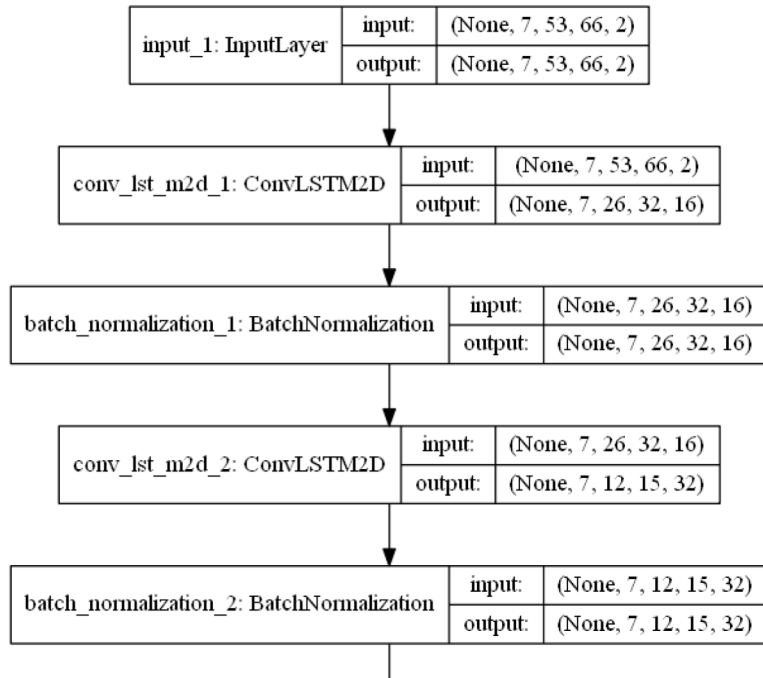 input_1: InputLayer
input:
(None, 7, 53, 66, 2)
output:
(None, 7, 53, 66, 2)
conv_lst_m2d_1: ConvLSTM2D
input:
(None, 7, 53, 66, 2)
output:
(None, 7, 26, 32, 16)
batch_normalization_1: BatchNormalization
input:
(None, 7, 26, 32, 16)
output:
(None, 7, 26, 32, 16)
conv_lst_m2d_2: ConvLSTM2D
input:
(None, 7, 26, 32, 16)
output:
(None, 7, 12, 15, 32)
batch_normalization_2: BatchNormalization
input:
(None, 7, 12, 15, 32)
output:
(None, 7, 12, 15, 32)